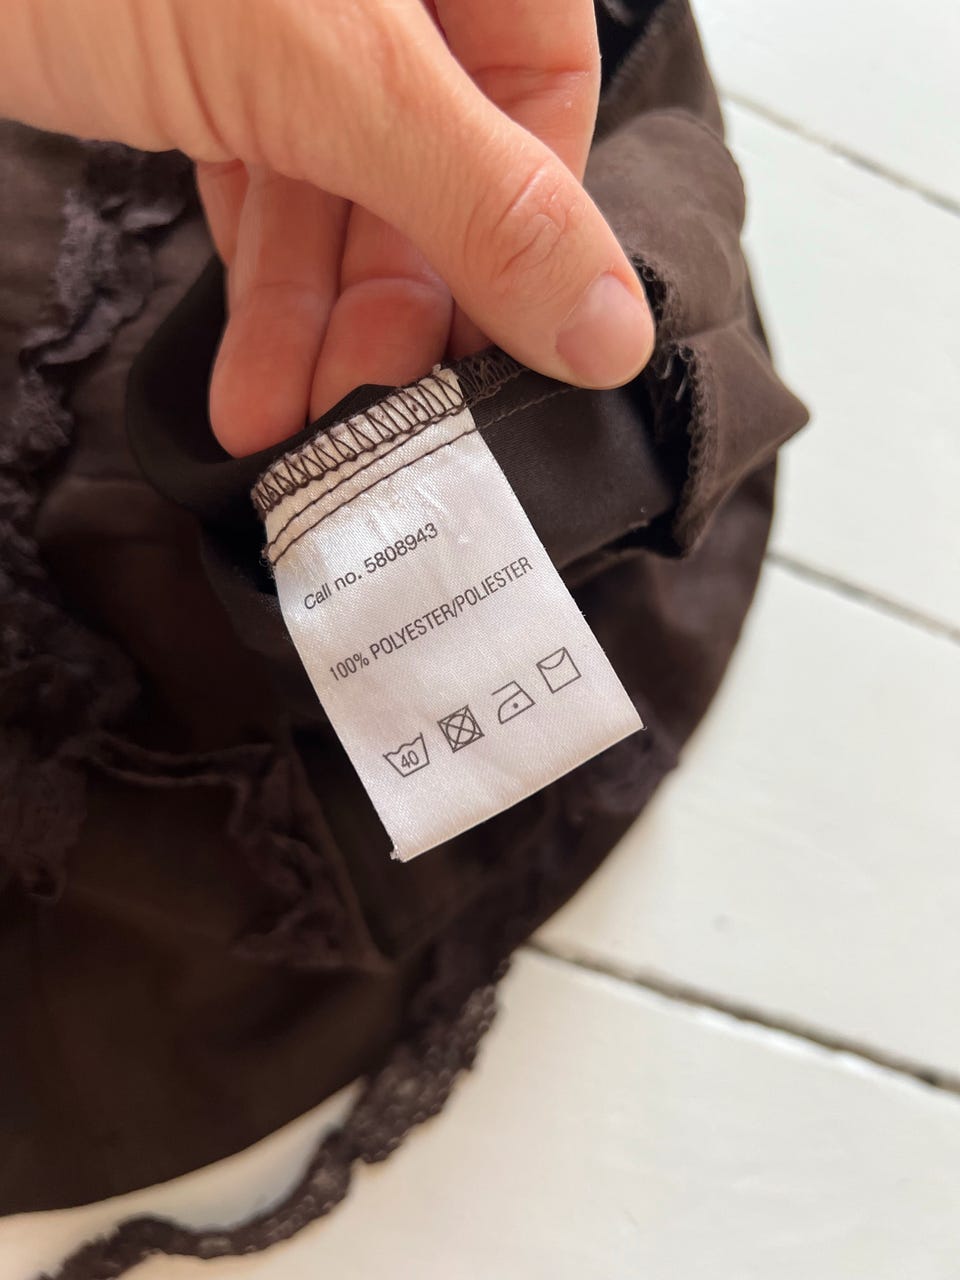 Call no. 5808943
100% POLYESTER/POLIESTER
40